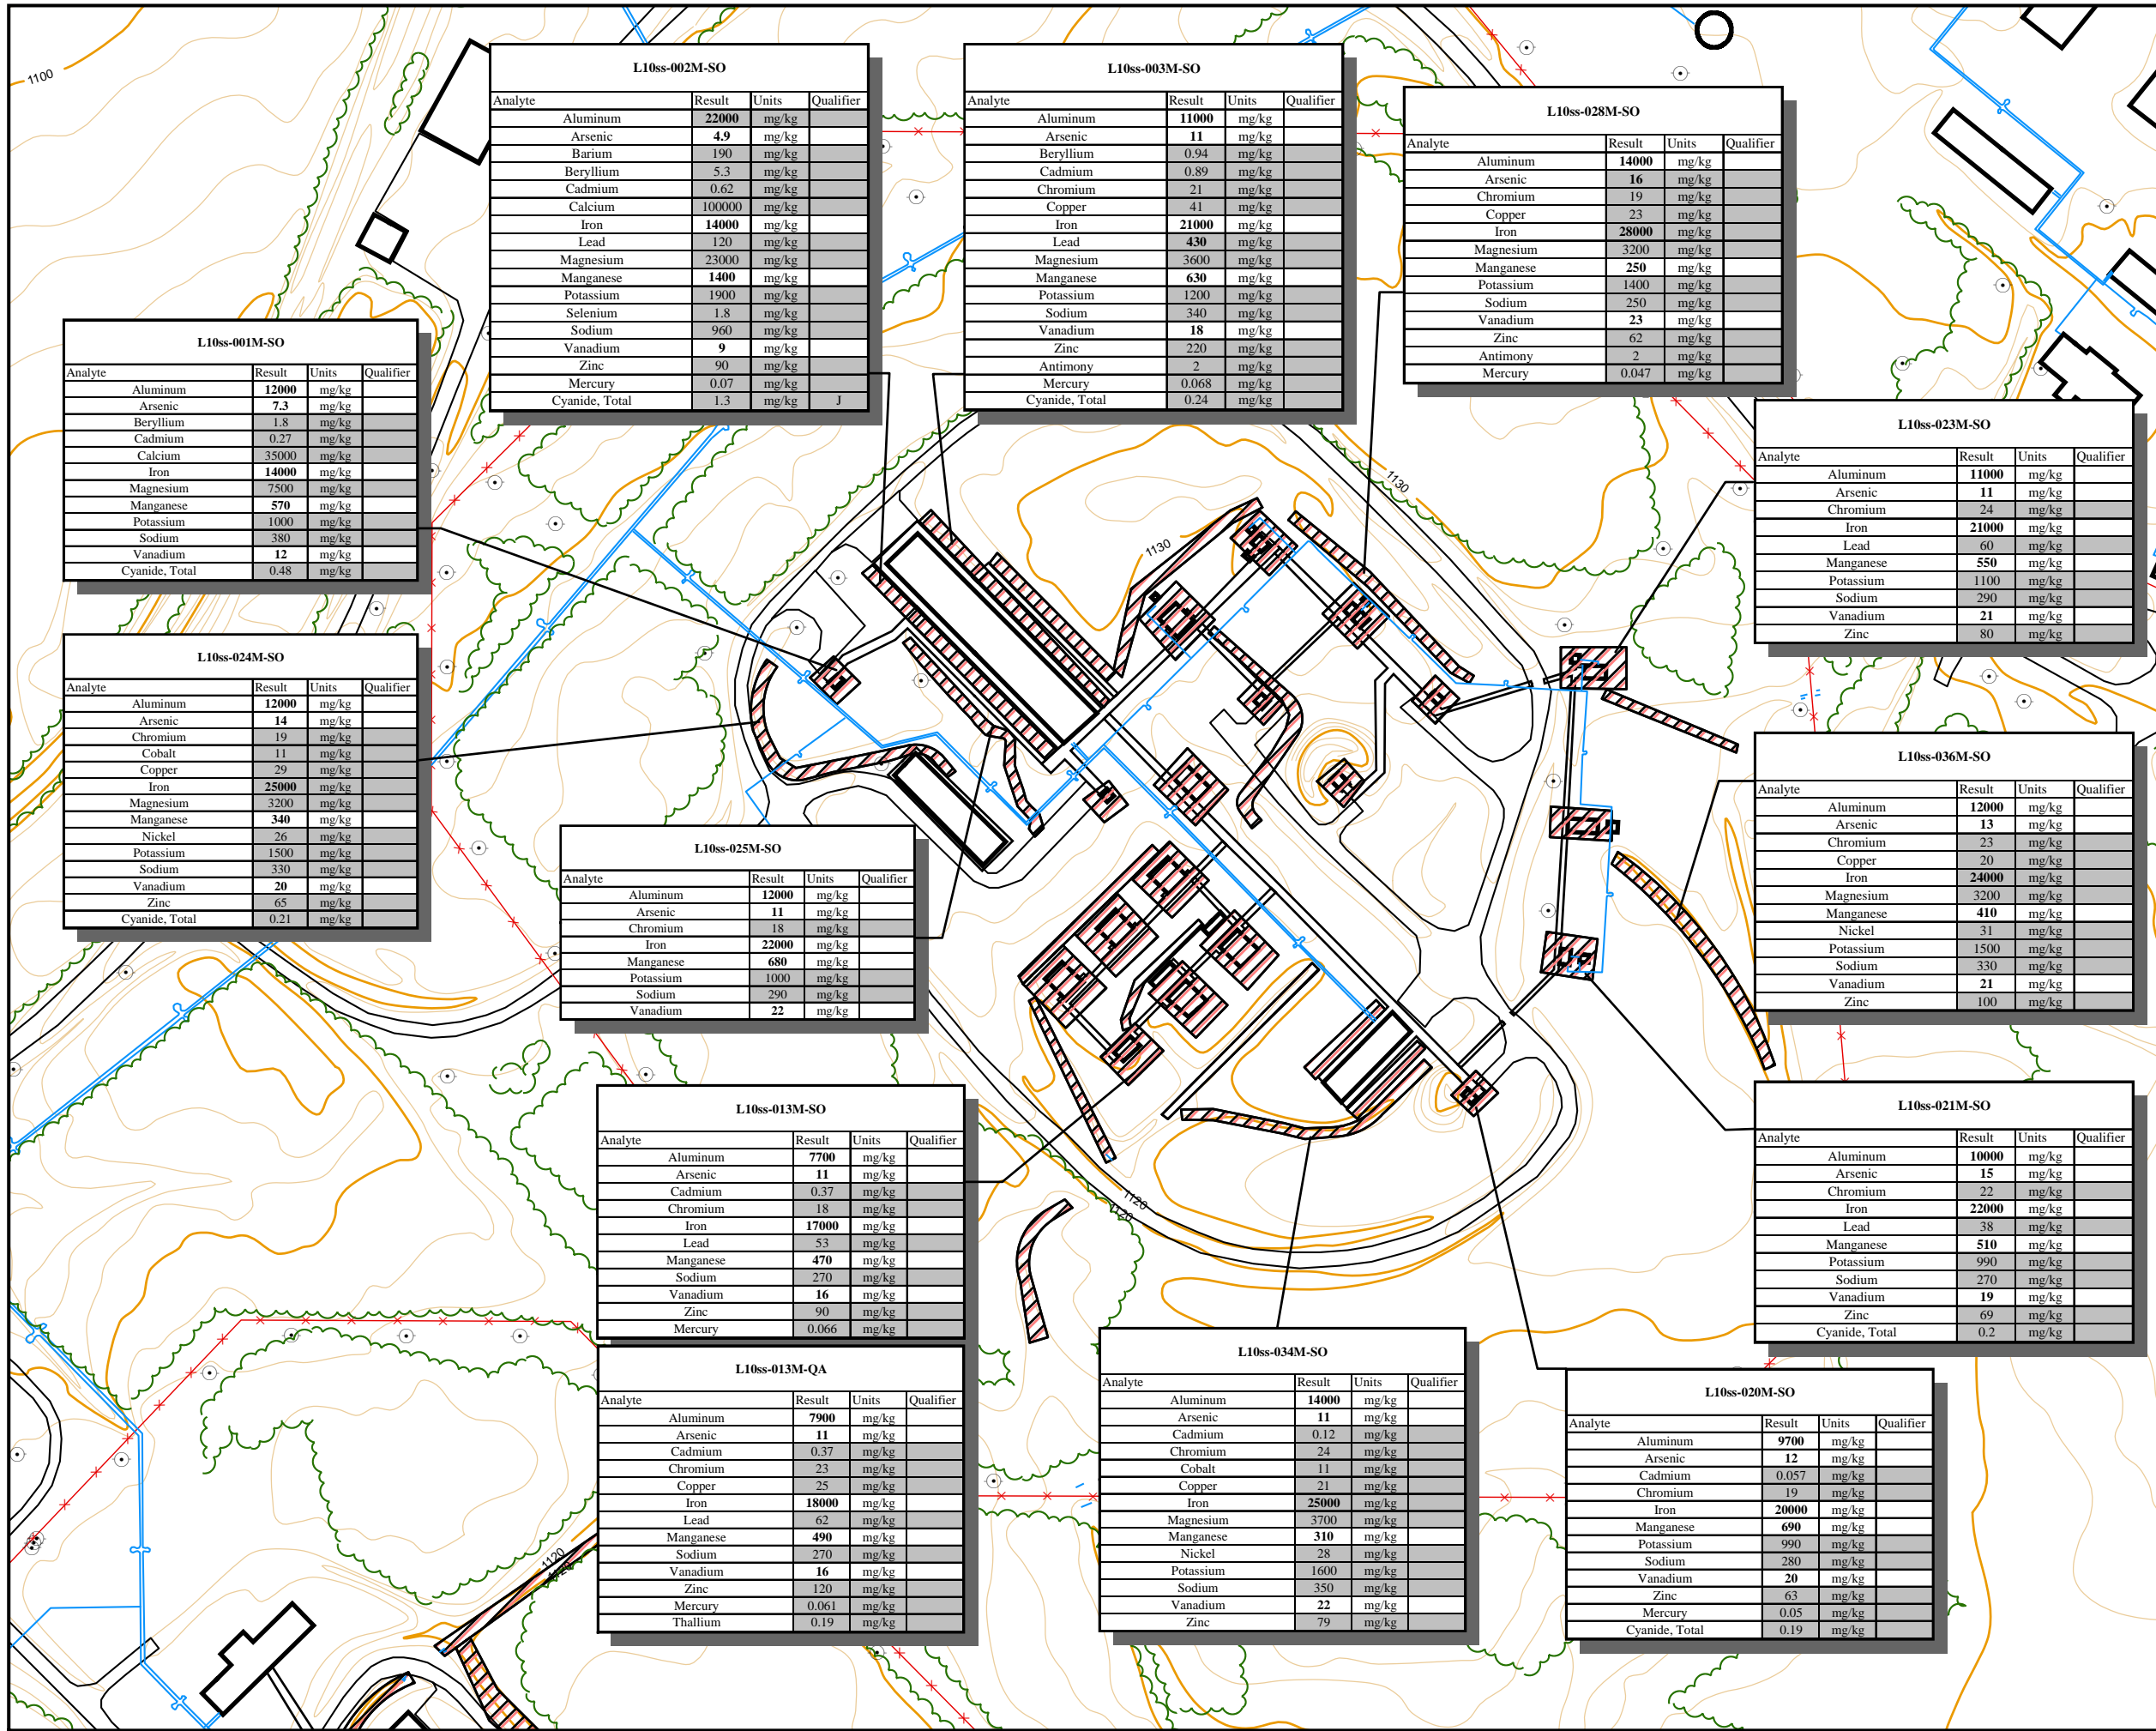 1100
L10ss-002M-SO
Analyte Result Units Qualifier
Aluminum 22000 mg/kg
Arsenic 4.9 mg/kg
Barium 190 mg/kg
Beryllium 5.3 mg/kg
Cadmium 0.62 mg/kg
Calcium 100000 mg/kg
Iron 14000 mg/kg
Lead 120 mg/kg
Magnesium 23000 mg/kg
Manganese 1400 mg/kg
Potassium 1900 mg/kg
Selenium 1.8 mg/kg
Sodium 960 mg/kg
Vanadium 9 mg/kg
Zinc 90 mg/kg
Mercury 0.07 mg/kg
Cyanide, Total 1.3 mg/kg J
L10ss-003M-SO
Analyte Result Units Qualifier
Aluminum 11000 mg/kg
Arsenic 11 mg/kg
Beryllium 0.94 mg/kg
Cadmium 0.89 mg/kg
Chromium 21 mg/kg
Copper 41 mg/kg
Iron 21000 mg/kg
Lead 430 mg/kg
Magnesium 3600 mg/kg
Manganese 630 mg/kg
Potassium 1200 mg/kg
Sodium 340 mg/kg
Vanadium 18 mg/kg
Zinc 220 mg/kg
Antimony 2 mg/kg
Mercury 0.068 mg/kg
Cyanide, Total 0.24 mg/kg
L10ss-028M-SO
Analyte Result Units Qualifier
Aluminum 14000 mg/kg
Arsenic 16 mg/kg
Chromium 19 mg/kg
Copper 23 mg/kg
Iron 28000 mg/kg
Magnesium 3200 mg/kg
Manganese 250 mg/kg
Potassium 1400 mg/kg
Sodium 250 mg/kg
Vanadium 23 mg/kg
Zinc 62 mg/kg
Antimony 2 mg/kg
Mercury 0.047 mg/kg
L10ss-001M-SO
Analyte Result Units Qualifier
Aluminum 12000 mg/kg
Arsenic 7.3 mg/kg
Beryllium 1.8 mg/kg
Cadmium 0.27 mg/kg
Calcium 35000 mg/kg
Iron 14000 mg/kg
Magnesium 7500 mg/kg
Manganese 570 mg/kg
Potassium 1000 mg/kg
Sodium 380 mg/kg
Vanadium 12 mg/kg
Cyanide, Total 0.48 mg/kg
L10ss-023M-SO
Analyte Result Units Qualifier
Aluminum 11000 mg/kg
Arsenic 11 mg/kg
Chromium 24 mg/kg
Iron 21000 mg/kg
Lead 60 mg/kg
Manganese 550 mg/kg
Potassium 1100 mg/kg
Sodium 290 mg/kg
Vanadium 21 mg/kg
Zinc 80 mg/kg
1130
1130
L10ss-024M-SO
Analyte Result Units Qualifier
Aluminum 12000 mg/kg
Arsenic 14 mg/kg
Chromium 19 mg/kg
Cobalt 11 mg/kg
Copper 29 mg/kg
Iron 25000 mg/kg
Magnesium 3200 mg/kg
Manganese 340 mg/kg
Nickel 26 mg/kg
Potassium 1500 mg/kg
Sodium 330 mg/kg
Vanadium 20 mg/kg
Zinc 65 mg/kg
Cyanide, Total 0.21 mg/kg
L10ss-036M-SO
Analyte Result Units Qualifier
Aluminum 12000 mg/kg
Arsenic 13 mg/kg
Chromium 23 mg/kg
Copper 20 mg/kg
Iron 24000 mg/kg
Magnesium 3200 mg/kg
Manganese 410 mg/kg
Nickel 31 mg/kg
Potassium 1500 mg/kg
Sodium 330 mg/kg
Vanadium 21 mg/kg
Zinc 100 mg/kg
L10ss-025M-SO
Analyte Result Units Qualifier
Aluminum 12000 mg/kg
Arsenic 11 mg/kg
Chromium 18 mg/kg
Iron 22000 mg/kg
Manganese 680 mg/kg
Potassium 1000 mg/kg
Sodium 290 mg/kg
Vanadium 22 mg/kg
L10ss-013M-SO
Analyte Result Units Qualifier
Aluminum 7700 mg/kg
Arsenic 11 mg/kg
Cadmium 0.37 mg/kg
Chromium 18 mg/kg
Iron 17000 mg/kg
Lead 53 mg/kg
Manganese 470 mg/kg
Sodium 270 mg/kg
Vanadium 16 mg/kg
Zinc 90 mg/kg
Mercury 0.066 mg/kg
L10ss-021M-SO
Analyte Result Units Qualifier
Aluminum 10000 mg/kg
Arsenic 15 mg/kg
Chromium 22 mg/kg
Iron 22000 mg/kg
Lead 38 mg/kg
Manganese 510 mg/kg
Potassium 990 mg/kg
Sodium 270 mg/kg
Vanadium 19 mg/kg
Zinc 69 mg/kg
Cyanide, Total 0.2 mg/kg
1120
1120
L10ss-013M-QA
Analyte Result Units Qualifier
Aluminum 7900 mg/kg
Arsenic 11 mg/kg
Cadmium 0.37 mg/kg
Chromium 23 mg/kg
Copper 25 mg/kg
Iron 18000 mg/kg
Lead 62 mg/kg
Manganese 490 mg/kg
Sodium 270 mg/kg
Vanadium 16 mg/kg
Zinc 120 mg/kg
Mercury 0.061 mg/kg
Thallium 0.19 mg/kg
L10ss-034M-SO
Analyte Result Units Qualifier
Aluminum 14000 mg/kg
Arsenic 11 mg/kg
Cadmium 0.12 mg/kg
Chromium 24 mg/kg
Cobalt 11 mg/kg
Copper 21 mg/kg
Iron 25000 mg/kg
Magnesium 3700 mg/kg
Manganese 310 mg/kg
Nickel 28 mg/kg
Potassium 1600 mg/kg
Sodium 350 mg/kg
Vanadium 22 mg/kg
Zinc 79 mg/kg
L10ss-020M-SO
Analyte Result Units Qualifier
Aluminum 9700 mg/kg
Arsenic 12 mg/kg
Cadmium 0.057 mg/kg
Chromium 19 mg/kg
Iron 20000 mg/kg
Manganese 690 mg/kg
Potassium 990 mg/kg
Sodium 280 mg/kg
Vanadium 20 mg/kg
Zinc 63 mg/kg
Mercury 0.05 mg/kg
Cyanide, Total 0.19 mg/kg
1120
1120